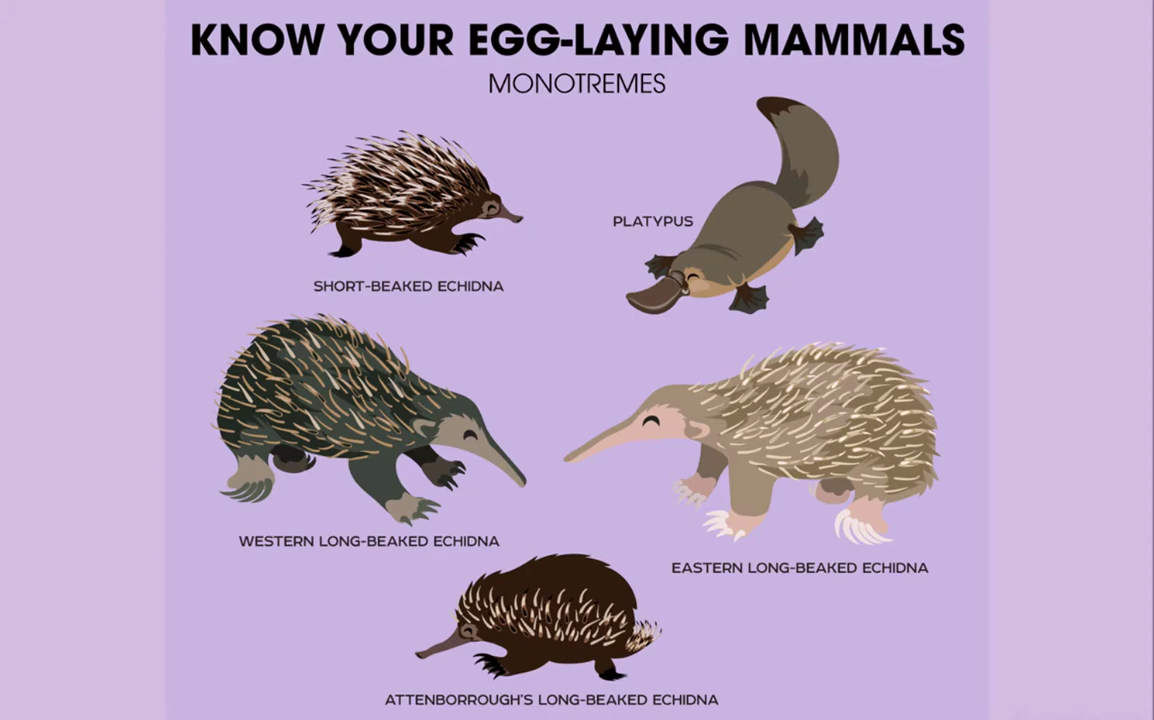 KNOW YOUR EGG-LAYING MAMMALS
MONOTREMES
PLATYPUS
SHORT-BEAKED ECHIDNA
WESTERN LONG-BEAKED ECHIDNA
EASTERN LONG-BEAKED ECHIDNA
ATTENBORROUGH'S LONG-BEAKED ECHIDNA